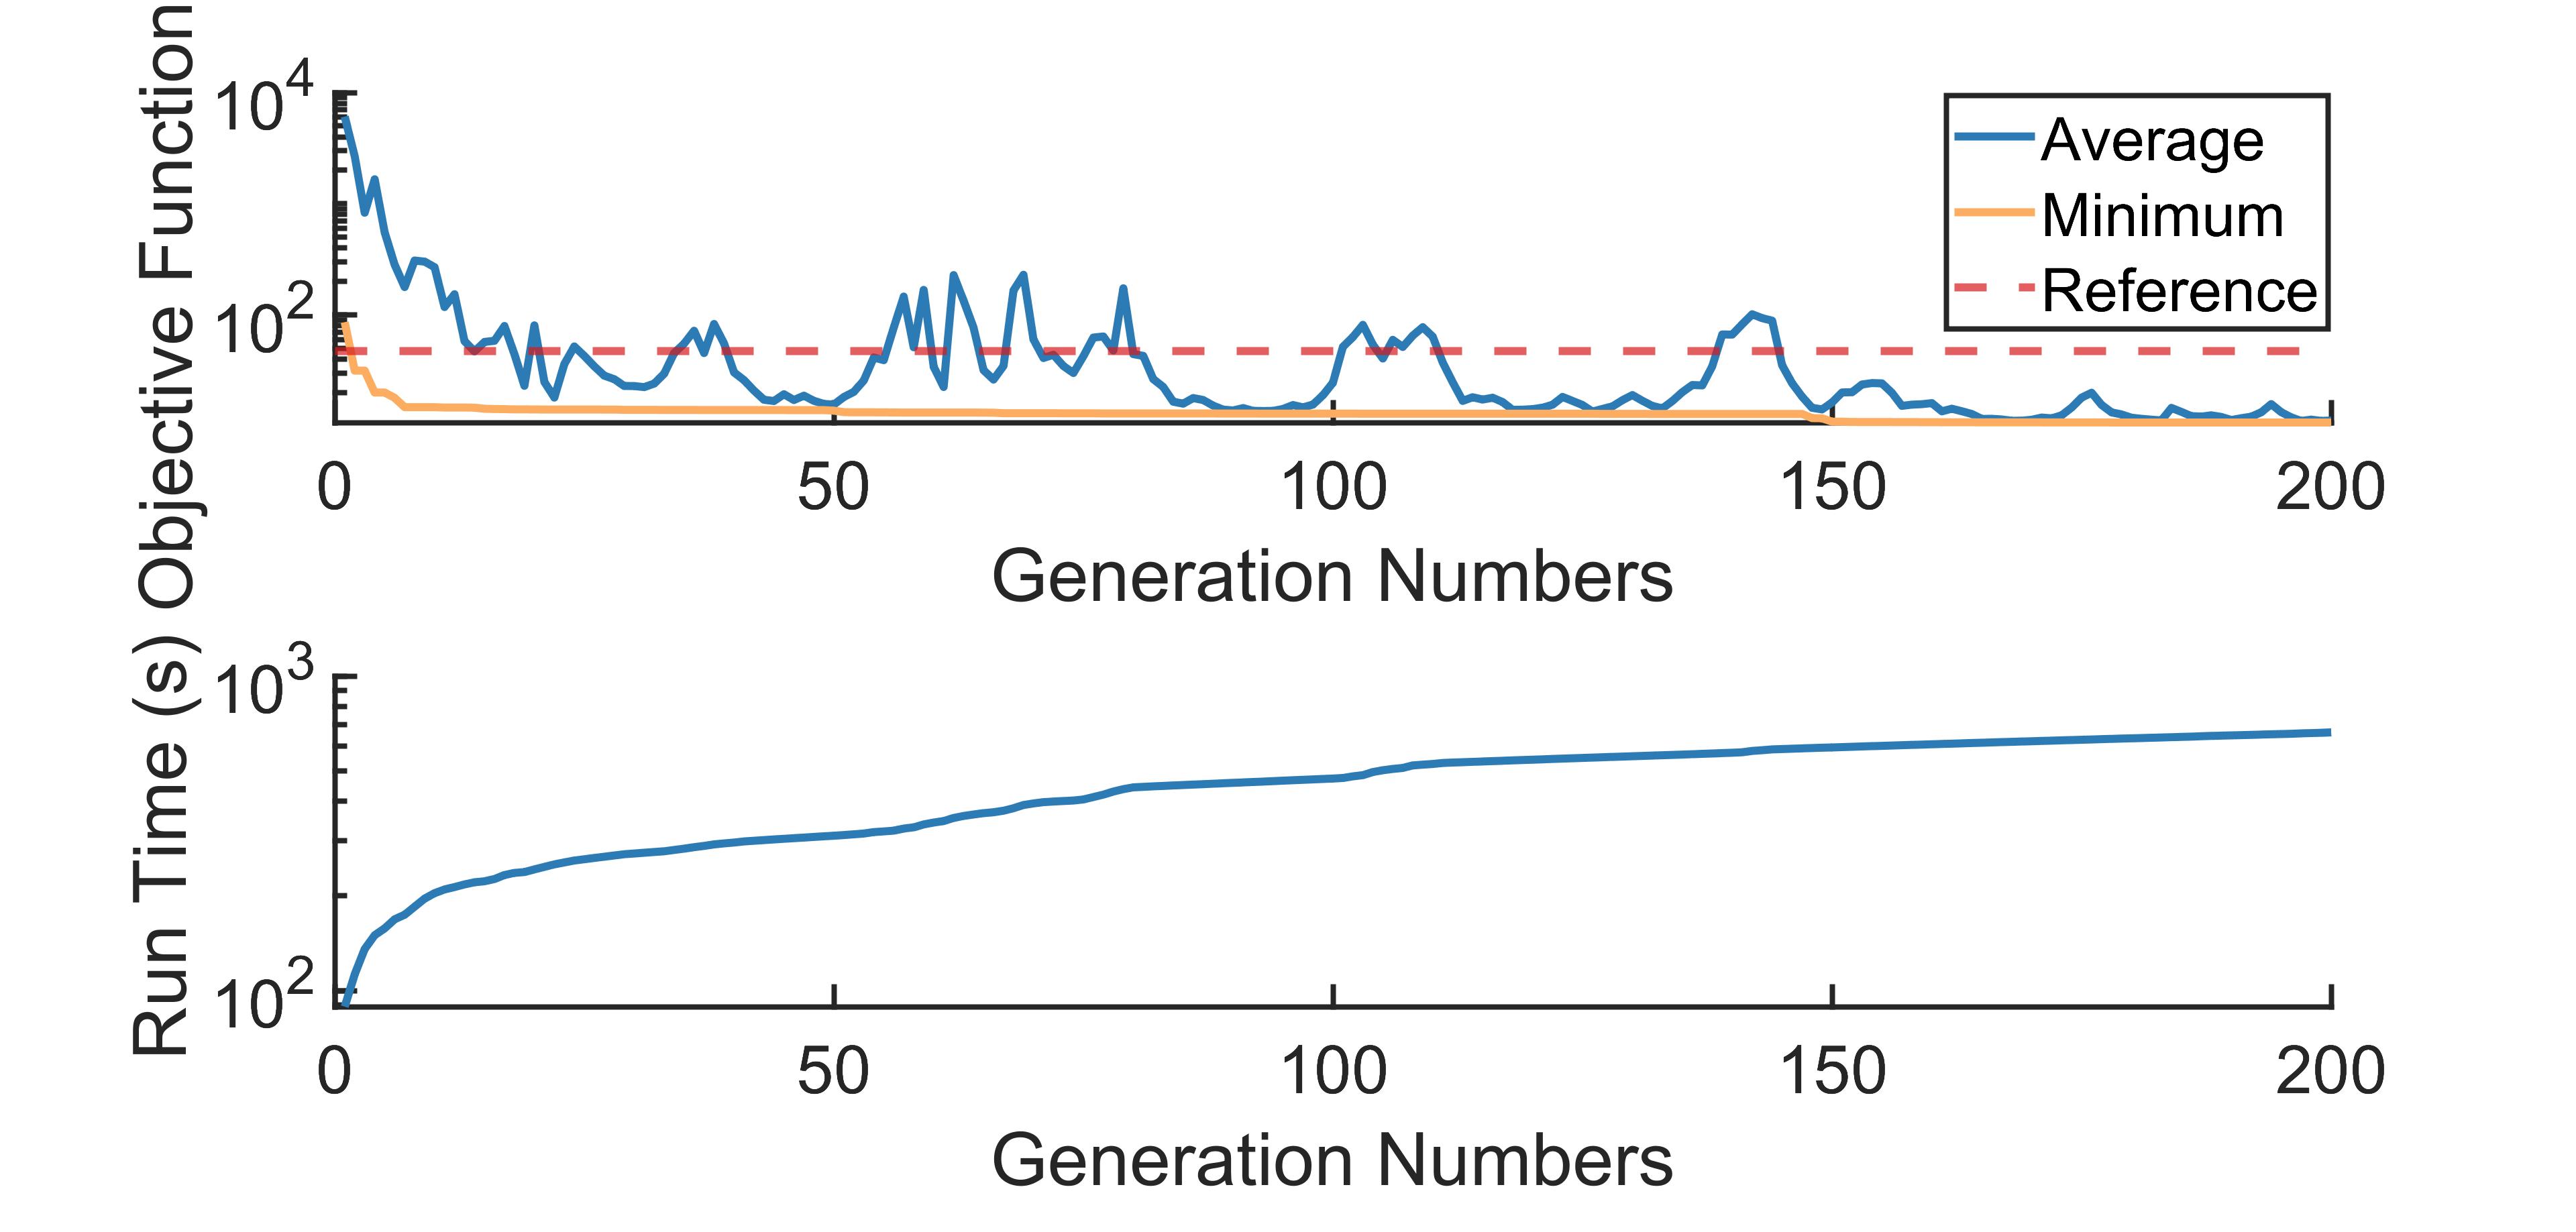 Objective Function
10^4
10^2
Average
Minimum
Reference
0 50 100 150 200
Generation Numbers
Run Time (s)
10^3
10^2
0 50 100 150 200
Generation Numbers